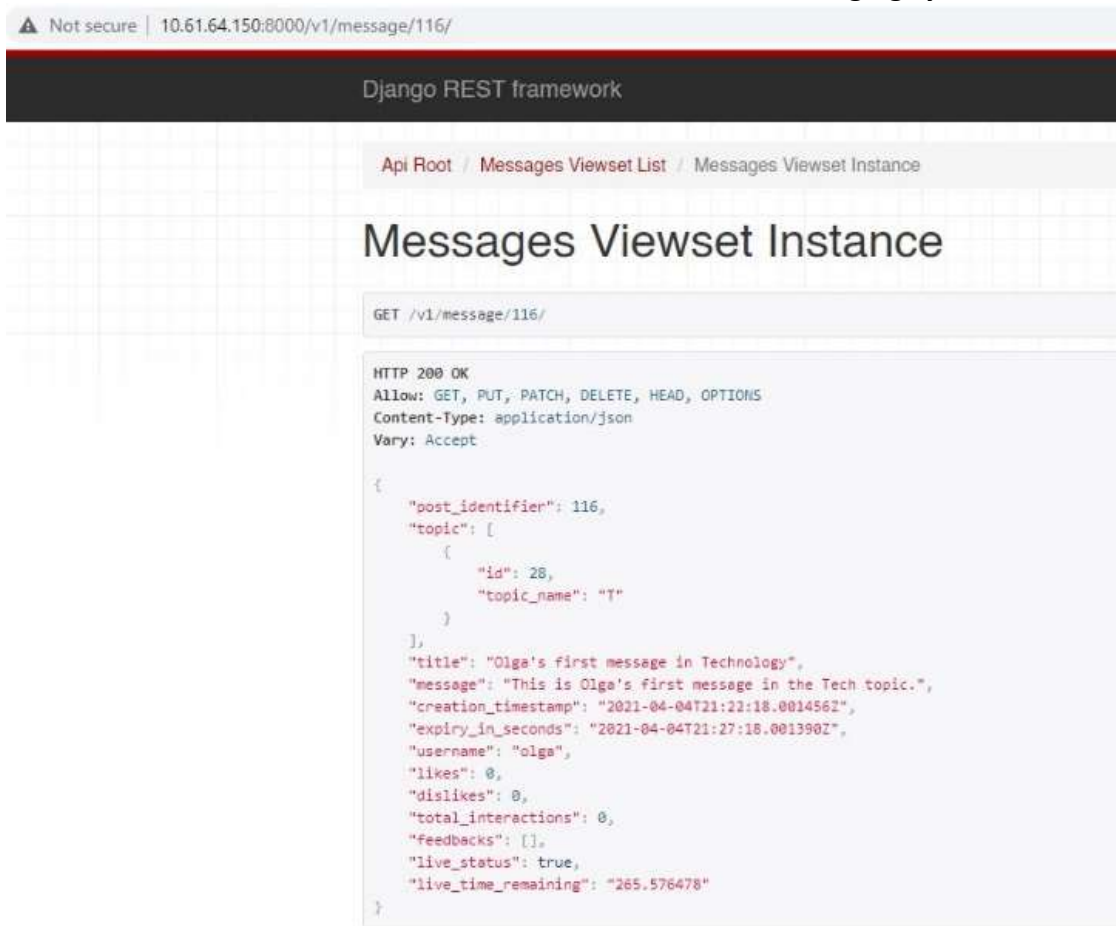 Not secure | 10.61.64.150:8000/v1/message/116/
Django REST framework
Api Root / Messages Viewset List / Messages Viewset Instance
Messages Viewset Instance
GET /v1/message/116/
HTTP 200 OK
Allow: GET, PUT, PATCH, DELETE, HEAD, OPTIONS
Content-Type: application/json
Vary: Accept
{
    "post_identifier": 116,
    "topic": [
        {
            "id": 28,
            "topic_name": "T"
        }
    ],
    "title": "Olga's first message in Technology",
    "message": "This is Olga's first message in the Tech topic.",
    "creation_timestamp": "2021-04-04T21:22:18.001456Z",
    "expiry_in_seconds": "2021-04-04T21:27:18.001390Z",
    "username": "olga",
    "likes": 0,
    "dislikes": 0,
    "total_interactions": 0,
    "feedbacks": [],
    "live_status": true,
    "live_time_remaining": "265.576478"
}